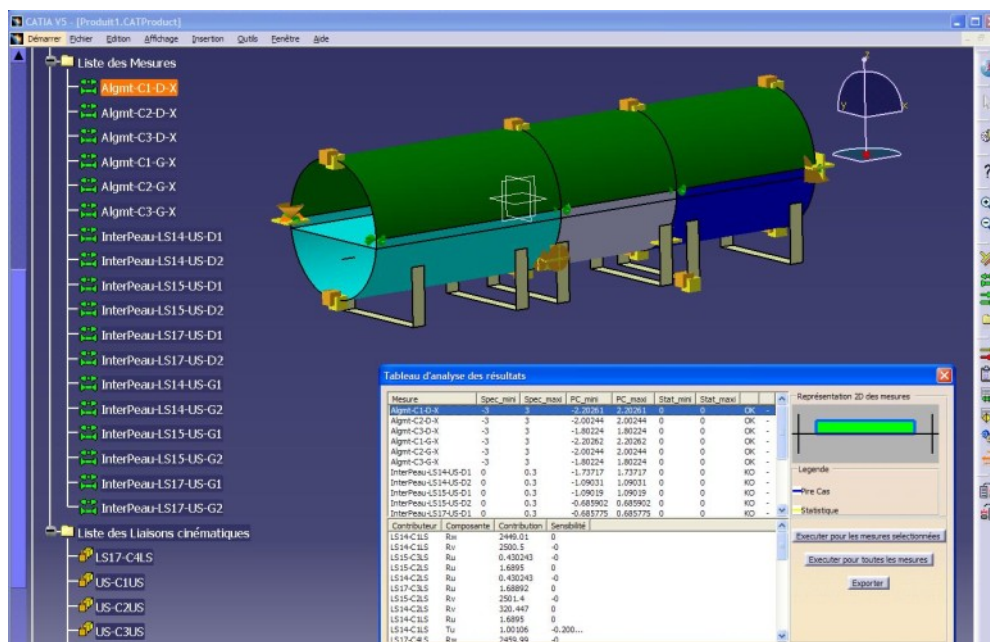 CATIA V5 - [Produit1.CATProduct]
Démarrer Fichier Edition Affichage Insertion Outils Fenêtre Aide
Liste des Mesures
Algmt-C1-D-X
Algmt-C2-D-X
Algmt-C3-D-X
Algmt-C1-G-X
Algmt-C2-G-X
Algmt-C3-G-X
InterPeau-LS14-US-D1
InterPeau-LS14-US-D2
InterPeau-LS15-US-D1
InterPeau-LS15-US-D2
InterPeau-LS17-US-D1
InterPeau-LS17-US-D2
InterPeau-LS14-US-G1
InterPeau-LS14-US-G2
InterPeau-LS15-US-G1
InterPeau-LS15-US-G2
InterPeau-LS17-US-G1
InterPeau-LS17-US-G2
Liste des Liaisons cinématiques
LS17-C4LS
US-C1US
US-C2US
US-C3US
Tableau d'analyse des résultats
Mesure Spec_mini Spec_maxi PC_mini PC_maxi Stat_mini Stat_maxi
Algmt-C1-D-X -3 3 -2.20261 2.20261 0 0 OK -
Algmt-C2-D-X -3 3 -2.00244 2.00244 0 0 OK -
Algmt-C3-D-X -3 3 -1.80224 1.80224 0 0 OK -
Algmt-C1-G-X -3 3 -2.20262 2.20262 0 0 OK -
Algmt-C2-G-X -3 3 -2.00244 2.00244 0 0 OK -
Algmt-C3-G-X -3 3 -1.80224 1.80224 0 0 OK -
InterPeau-LS14-US-D1 0 0.3 -1.73717 1.73717 0 0 KO -
InterPeau-LS14-US-D2 0 0.3 -1.09031 1.09031 0 0 KO -
InterPeau-LS15-US-D1 0 0.3 -1.09019 1.09019 0 0 KO -
InterPeau-LS15-US-D2 0 0.3 -0.685902 0.685902 0 0 KO -
InterPeau-LS17-US-D1 0 0.3 -0.685775 0.685775 0 0 KO -
Contributeur Composante Contribution Sensibilité
LS14-C1LS Rw 2449.01 0
LS14-C1LS Rv 2500.5 -0
LS15-C3LS Ru 0.430243 0
LS15-C2LS Ru 1.6895 0
LS14-C2LS Ru 0.430243 -0
LS17-C3LS Ru 1.68892 0
LS15-C1LS Rv 2501.4 -0
LS14-C2LS Rv 320.447 0
LS14-C1LS Ru 1.6895 0
LS14-C1LS Tu 1.00106 -0.200...
LS17-C4LS Rw 2459.99 -0
Représentation 2D des mesures
Legende
Pire Cas
Statistique
Executer pour les mesures selectionnées
Executer pour toutes les mesures
Exporter
x
y
z